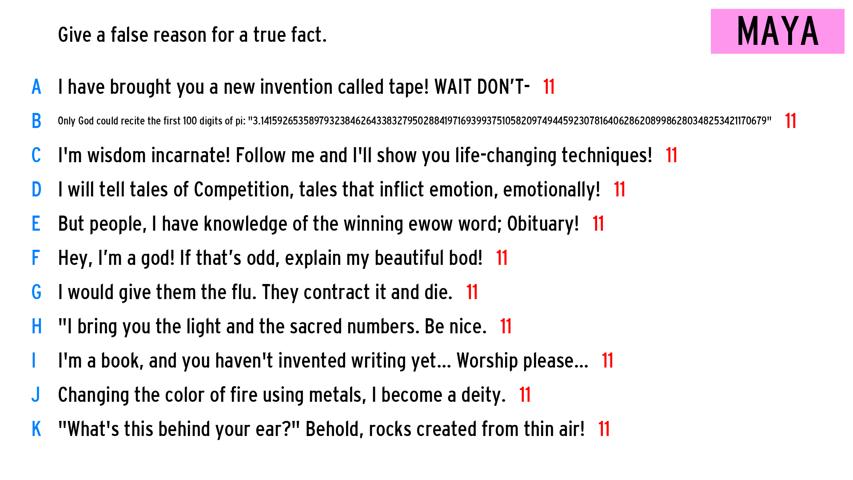 Give a false reason for a true fact.
MAYA
A I have brought you a new invention called tape! WAIT DON'T- 11
B Only God could recite the first 100 digits of pi: "3.1415926535897932384626433832795028841971693993751058209749445923078164062862089986280348253421170679" 11
C I'm wisdom incarnate! Follow me and I'll show you life-changing techniques! 11
D I will tell tales of Competition, tales that inflict emotion, emotionally! 11
E But people, I have knowledge of the winning ewow word; Obituary! 11
F Hey, I'm a god! If that's odd, explain my beautiful bod! 11
G I would give them the flu. They contract it and die. 11
H "I bring you the light and the sacred numbers. Be nice. 11
I I'm a book, and you haven't invented writing yet... Worship please... 11
J Changing the color of fire using metals, I become a deity. 11
K "What's this behind your ear?" Behold, rocks created from thin air! 11